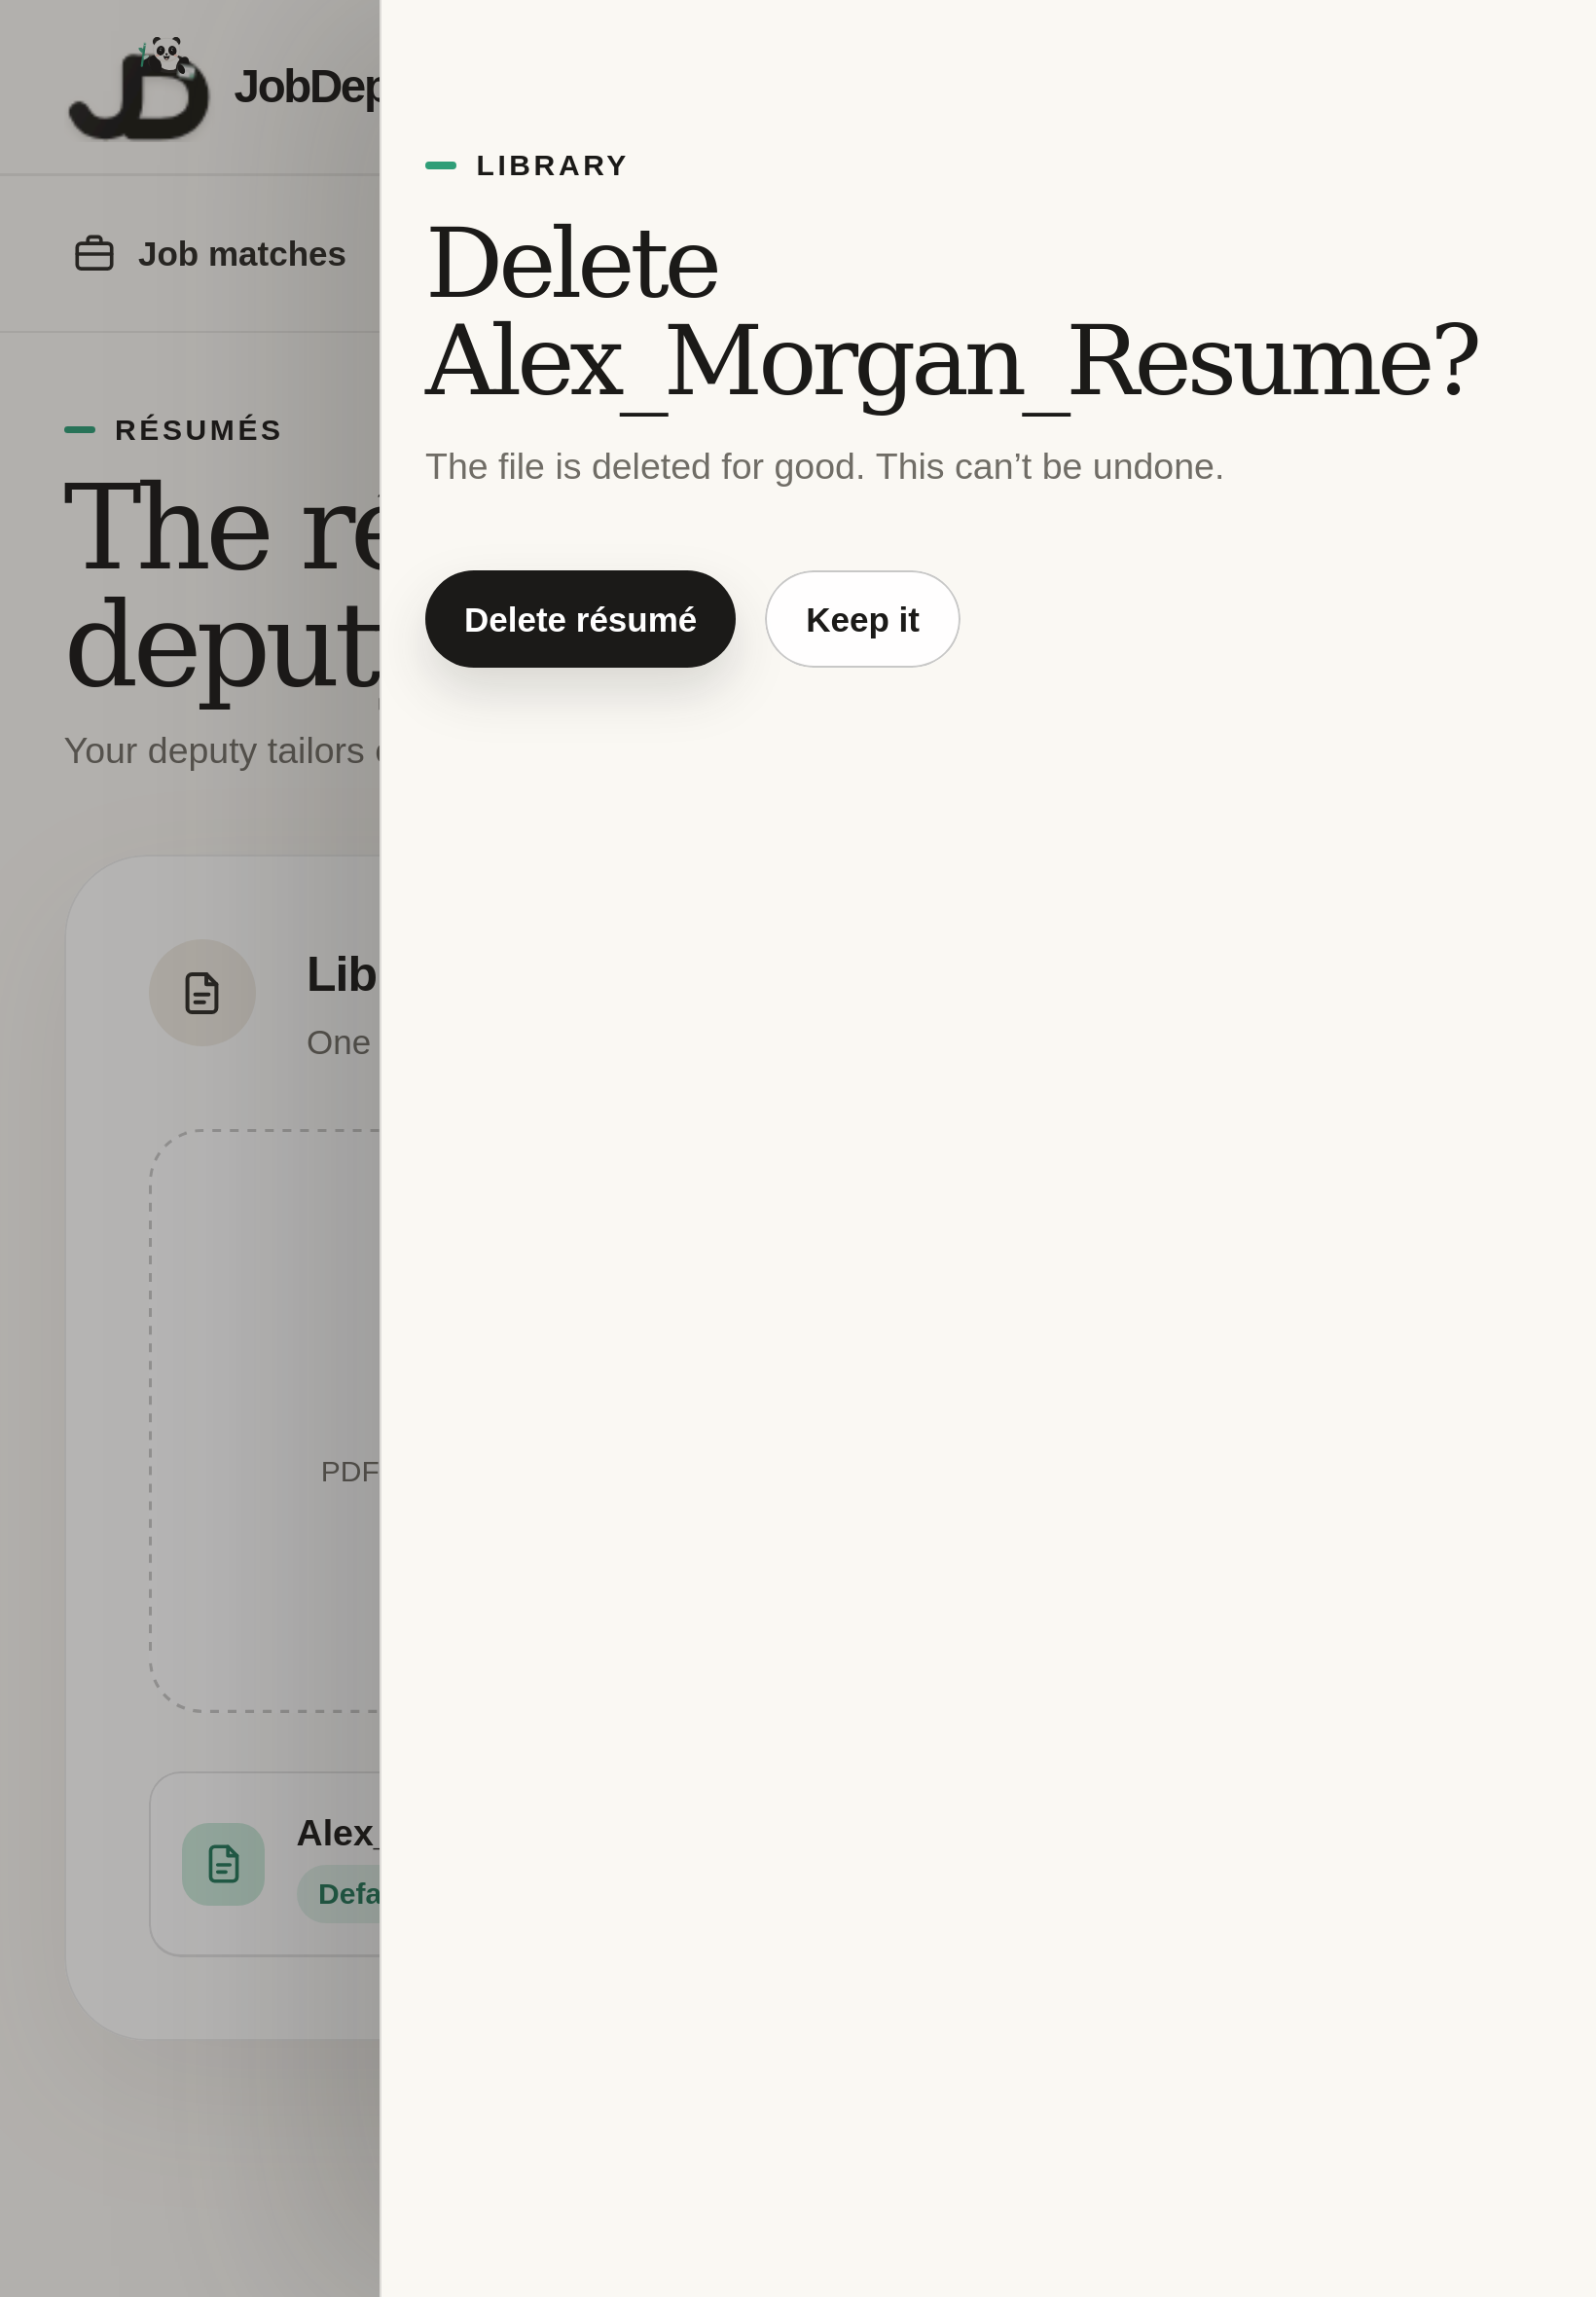 JobDep
Job matches
RÉSUMÉS
The ré
deput
Your deputy tailors
Lib
One
PDF
Alex_
Defa
LIBRARY
Delete
Alex_Morgan_Resume?
The file is deleted for good. This can’t be undone.
Delete résumé
Keep it